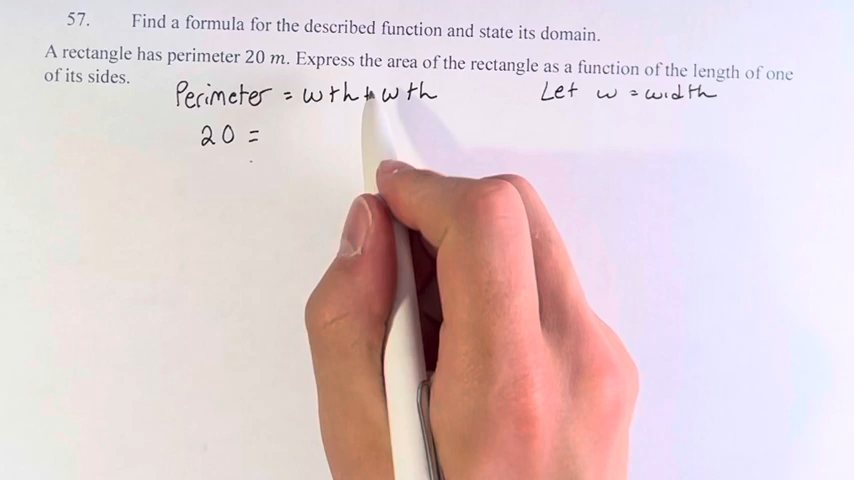 57. Find a formula for the described function and state its domain.
A rectangle has perimeter 20 m. Express the area of the rectangle as a function of the length of one
of its sides.
Perimeter = w+h+w+h
Let w = width
20 =